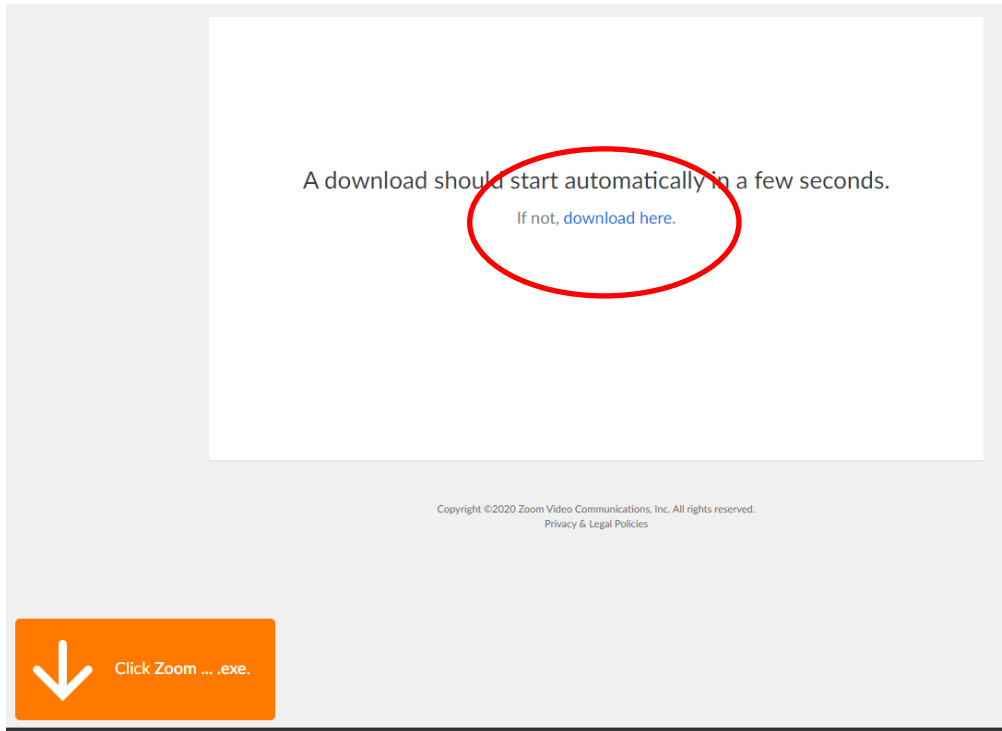 A download should start automatically in a few seconds.
If not, download here.
Copyright ©2020 Zoom Video Communications, Inc. All rights reserved.
Privacy & Legal Policies
Click Zoom ... .exe.